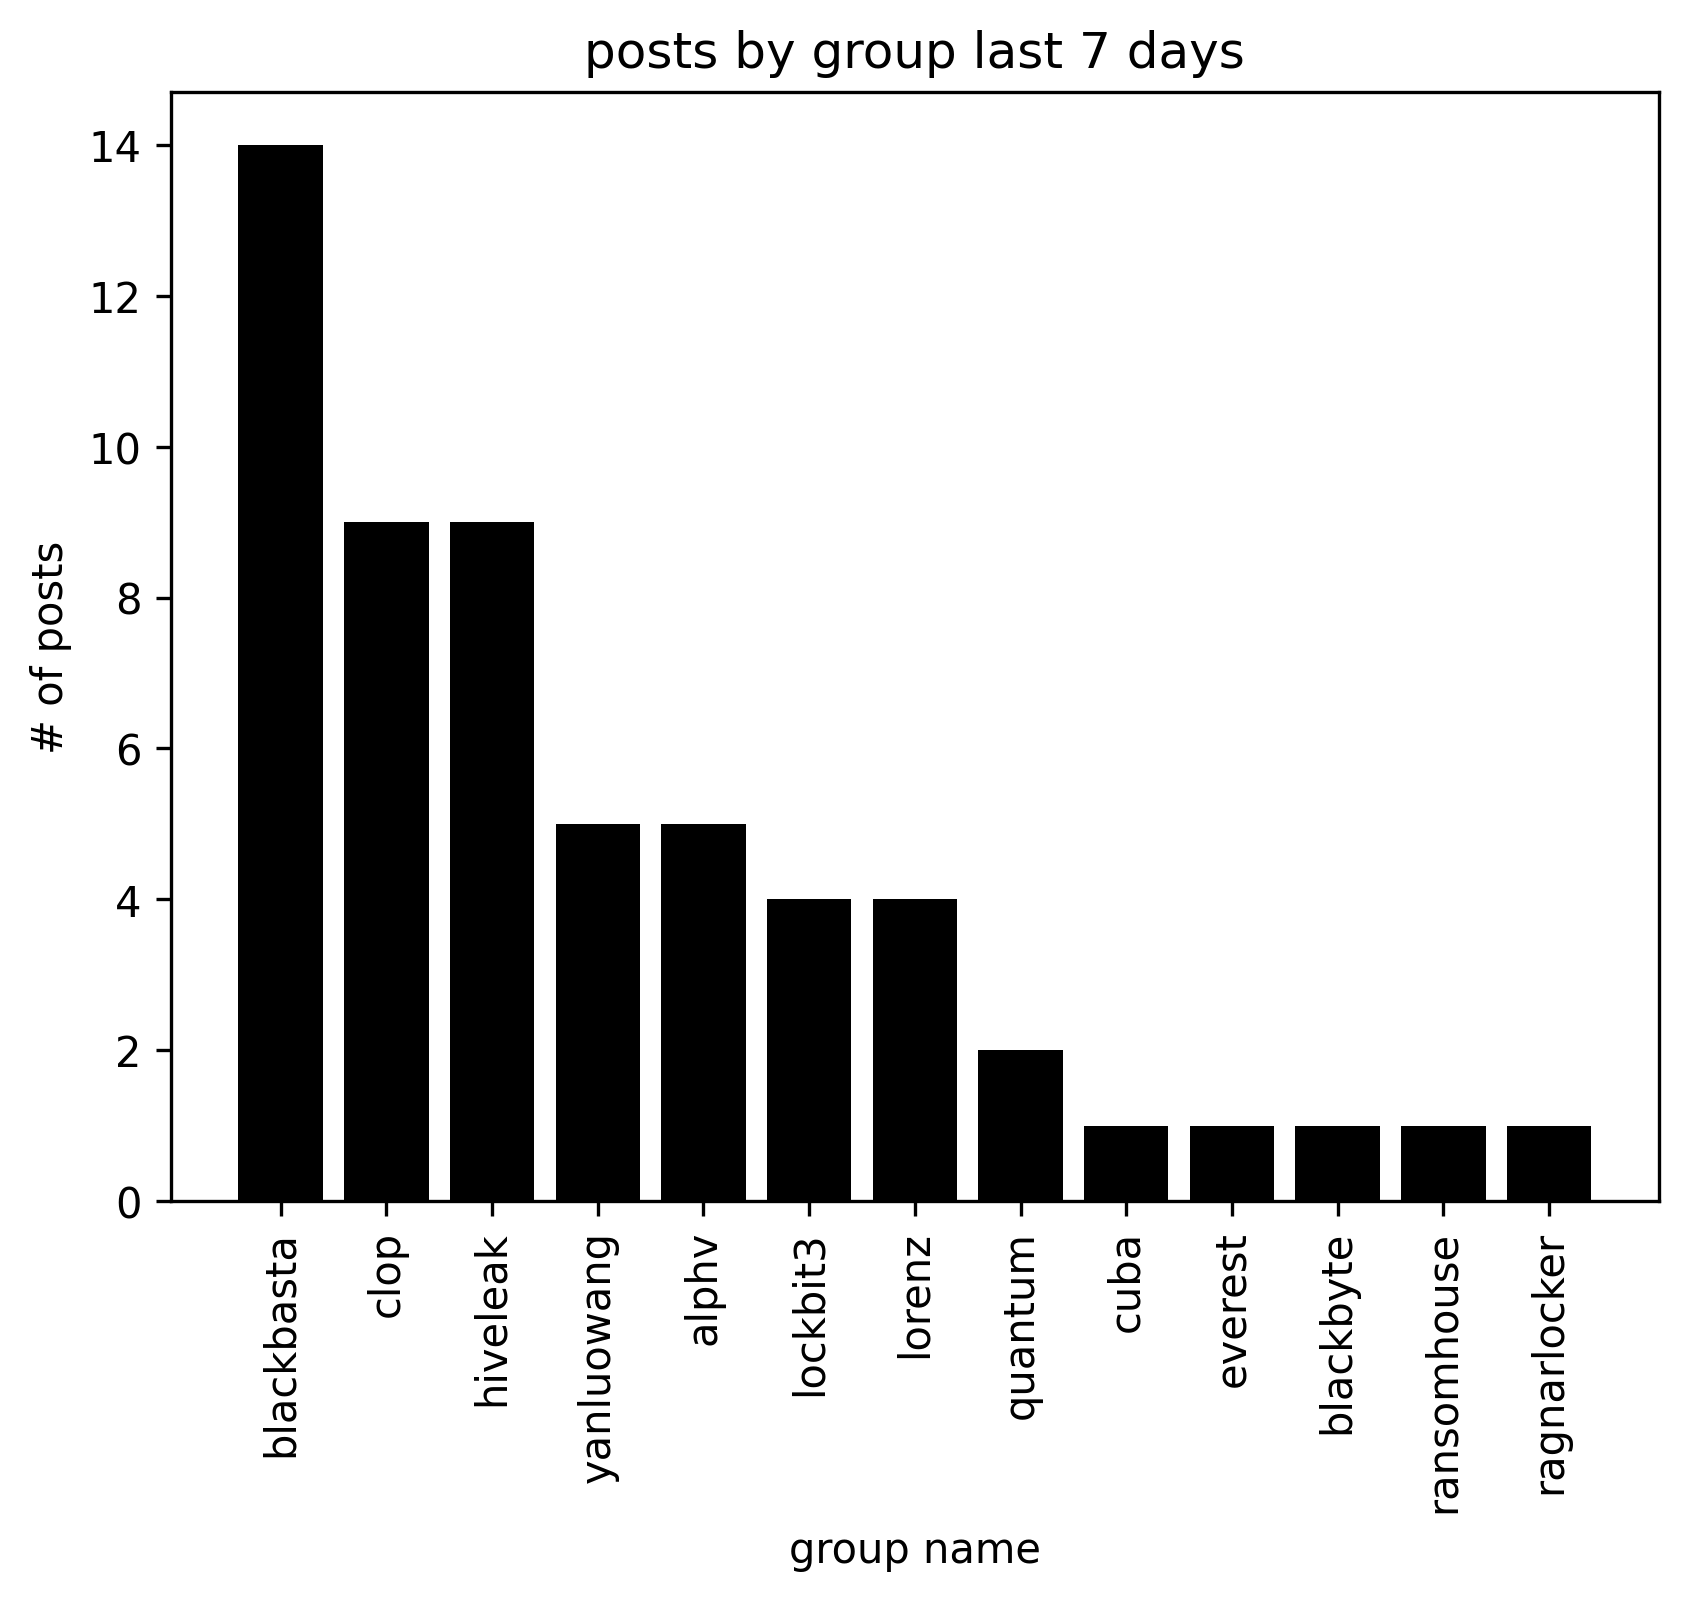 posts by group last 7 days
# of posts
14
12
10
8
6
4
2
0
blackbasta
clop
hiveleak
yanluowang
alphv
lockbit3
lorenz
quantum
cuba
everest
blackbyte
ransomhouse
ragnarlocker
group name